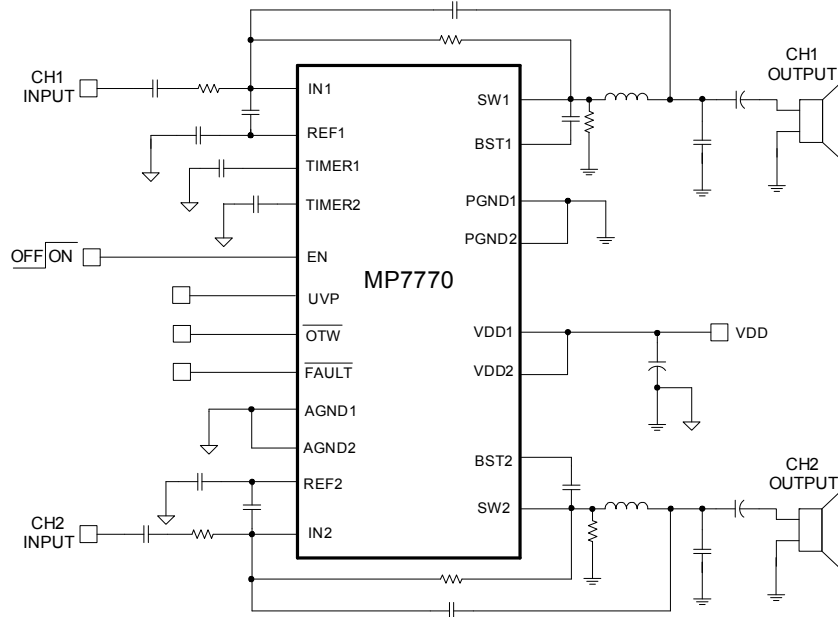 CH1
INPUT
CH1
OUTPUT
IN1
REF1
TIMER1
TIMER2
OFF ON
EN
UVP
OTW
FAULT
AGND1
AGND2
REF2
CH2
INPUT
IN2
MP7770
SW1
BST1
PGND1
PGND2
VDD1
VDD
VDD2
BST2
SW2
CH2
OUTPUT